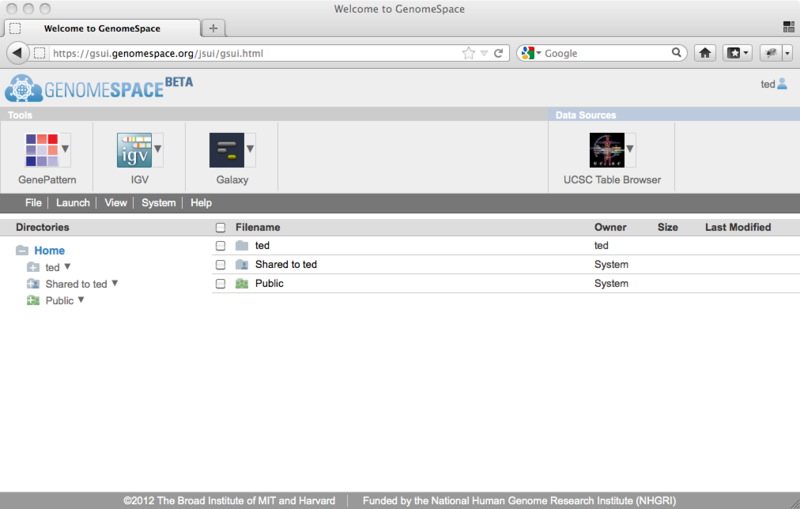 Welcome to GenomeSpace
Welcome to GenomeSpace
https://gsui.genomespace.org/jsui/gsui.html
Google
GENOMESPACE BETA
ted
Tools
Data Sources
igv
GenePattern
IGV
Galaxy
UCSC Table Browser
File Launch View System Help
Directories
Filename Owner Size Last Modified
Home
ted
Shared to ted
Public
ted ted
Shared to ted System
Public System
©2012 The Broad Institute of MIT and Harvard Funded by the National Human Genome Research Institute (NHGRI)